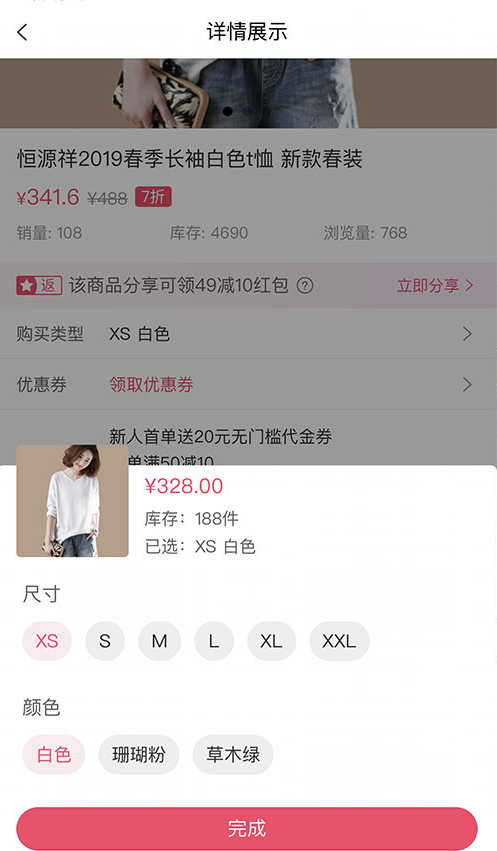 详情展示
恒源祥2019春季长袖白色t恤 新款春装
¥341.6 ¥488 7折
销量: 108 库存: 4690 浏览量: 768
返 该商品分享可领49减10红包 ? 立即分享
购买类型 XS 白色
优惠券 领取优惠券
新人首单送20元无门槛代金券
单满50减10
¥328.00
库存：188件
已选：XS 白色
尺寸
XS S M L XL XXL
颜色
白色 珊瑚粉 草木绿
完成